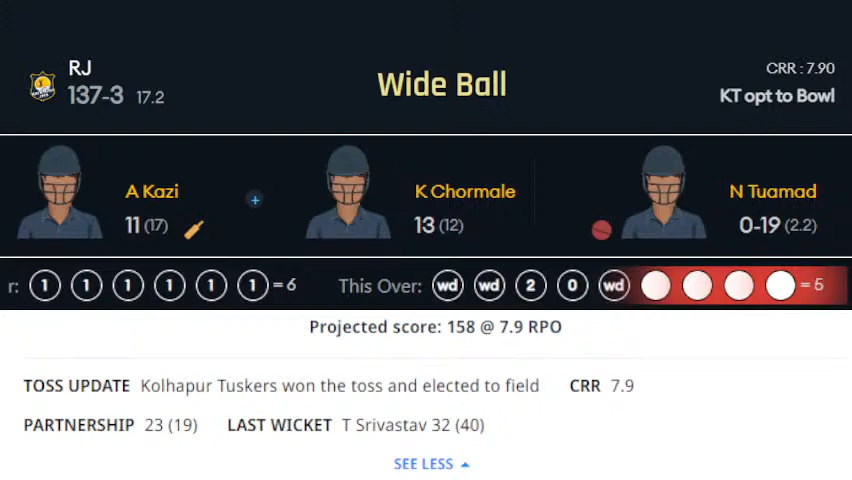 RJ
137-3 17.2
Wide Ball
CRR : 7.90
KT opt to Bowl
A Kazi
11 (17)
+
K Chormale
13 (12)
N Tuamad
0-19 (2.2)
r: 1 1 1 1 1 1 = 6 This Over: wd wd 2 0 wd = 5
Projected score: 158 @ 7.9 RPO
TOSS UPDATE Kolhapur Tuskers won the toss and elected to field CRR 7.9
PARTNERSHIP 23 (19) LAST WICKET T Srivastav 32 (40)
SEE LESS